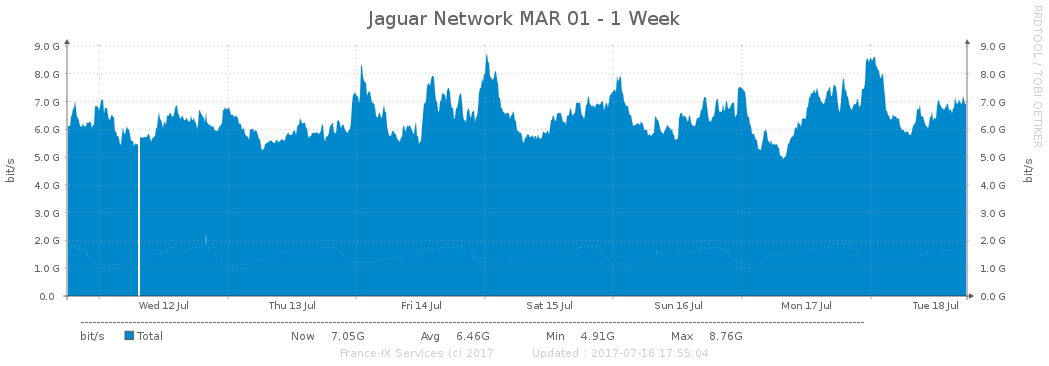 Jaguar Network MAR 01 - 1 Week
RRDTOOL / TOBI OETIKER
9.0 G 9.0 G
8.0 G 8.0 G
7.0 G 7.0 G
6.0 G 6.0 G
5.0 G 5.0 G
4.0 G 4.0 G
3.0 G 3.0 G
2.0 G 2.0 G
1.0 G 1.0 G
0.0 0.0 G
bit/s bit/s
Wed 12 Jul Thu 13 Jul Fri 14 Jul Sat 15 Jul Sun 16 Jul Mon 17 Jul Tue 18 Jul
bit/s Total Now 7.05G Avg 6.46G Min 4.91G Max 8.76G
France-IX Services (c) 2017 Updated : 2017-07-18 17:55:04